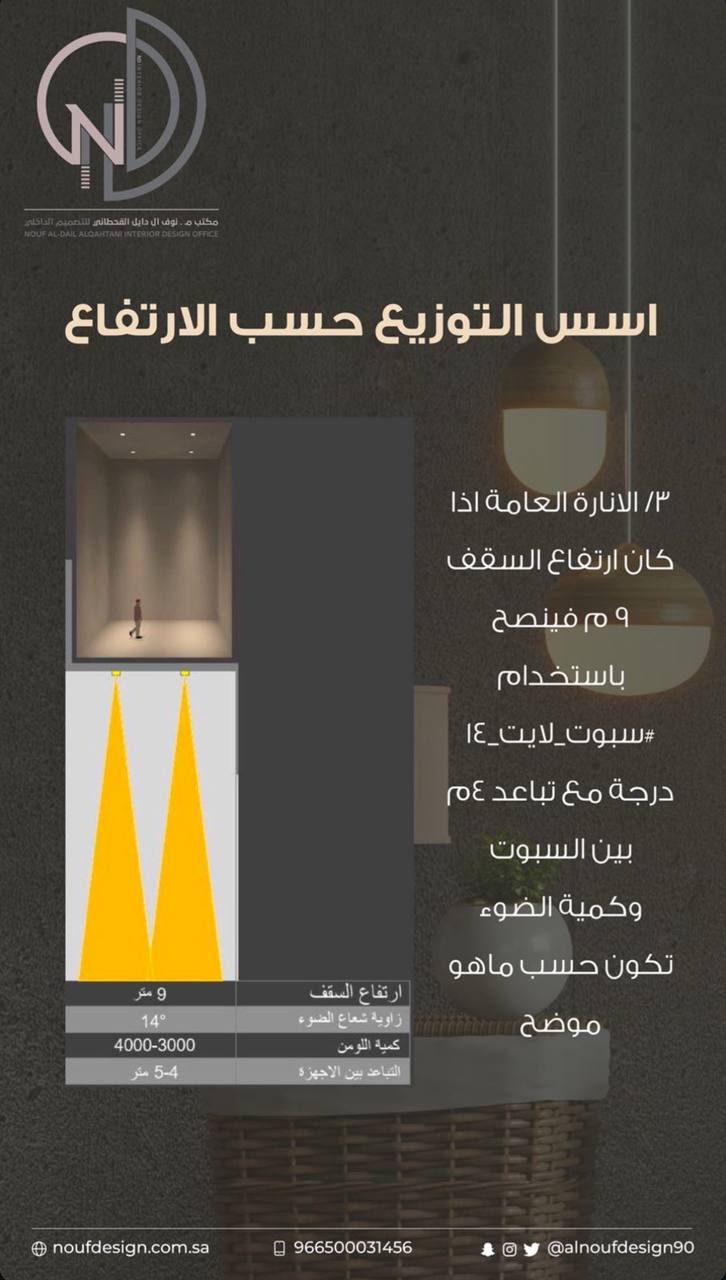 مكتب م. نوف ال دايل القحطاني للتصميم الداخلي
NOUF AL-DAIL ALQAHTANI INTERIOR DESIGN OFFICE
اسس التوزيع حسب الارتفاع
٣/ الانارة العامة اذا
كان ارتفاع السقف
٩ م فينصح
باستخدام
#سبوت_لايت_١٤
درجة مع تباعد ٤م
بين السبوت
وكمية الضوء
تكون حسب ماهو
موضح
ارتفاع السقف 9 متر
زاوية شعاع الضوء 14°
كمية اللومن 4000-3000
التباعد بين الاجهزة 5-4 متر
noufdesign.com.sa 966500031456 @alnoufdesign90